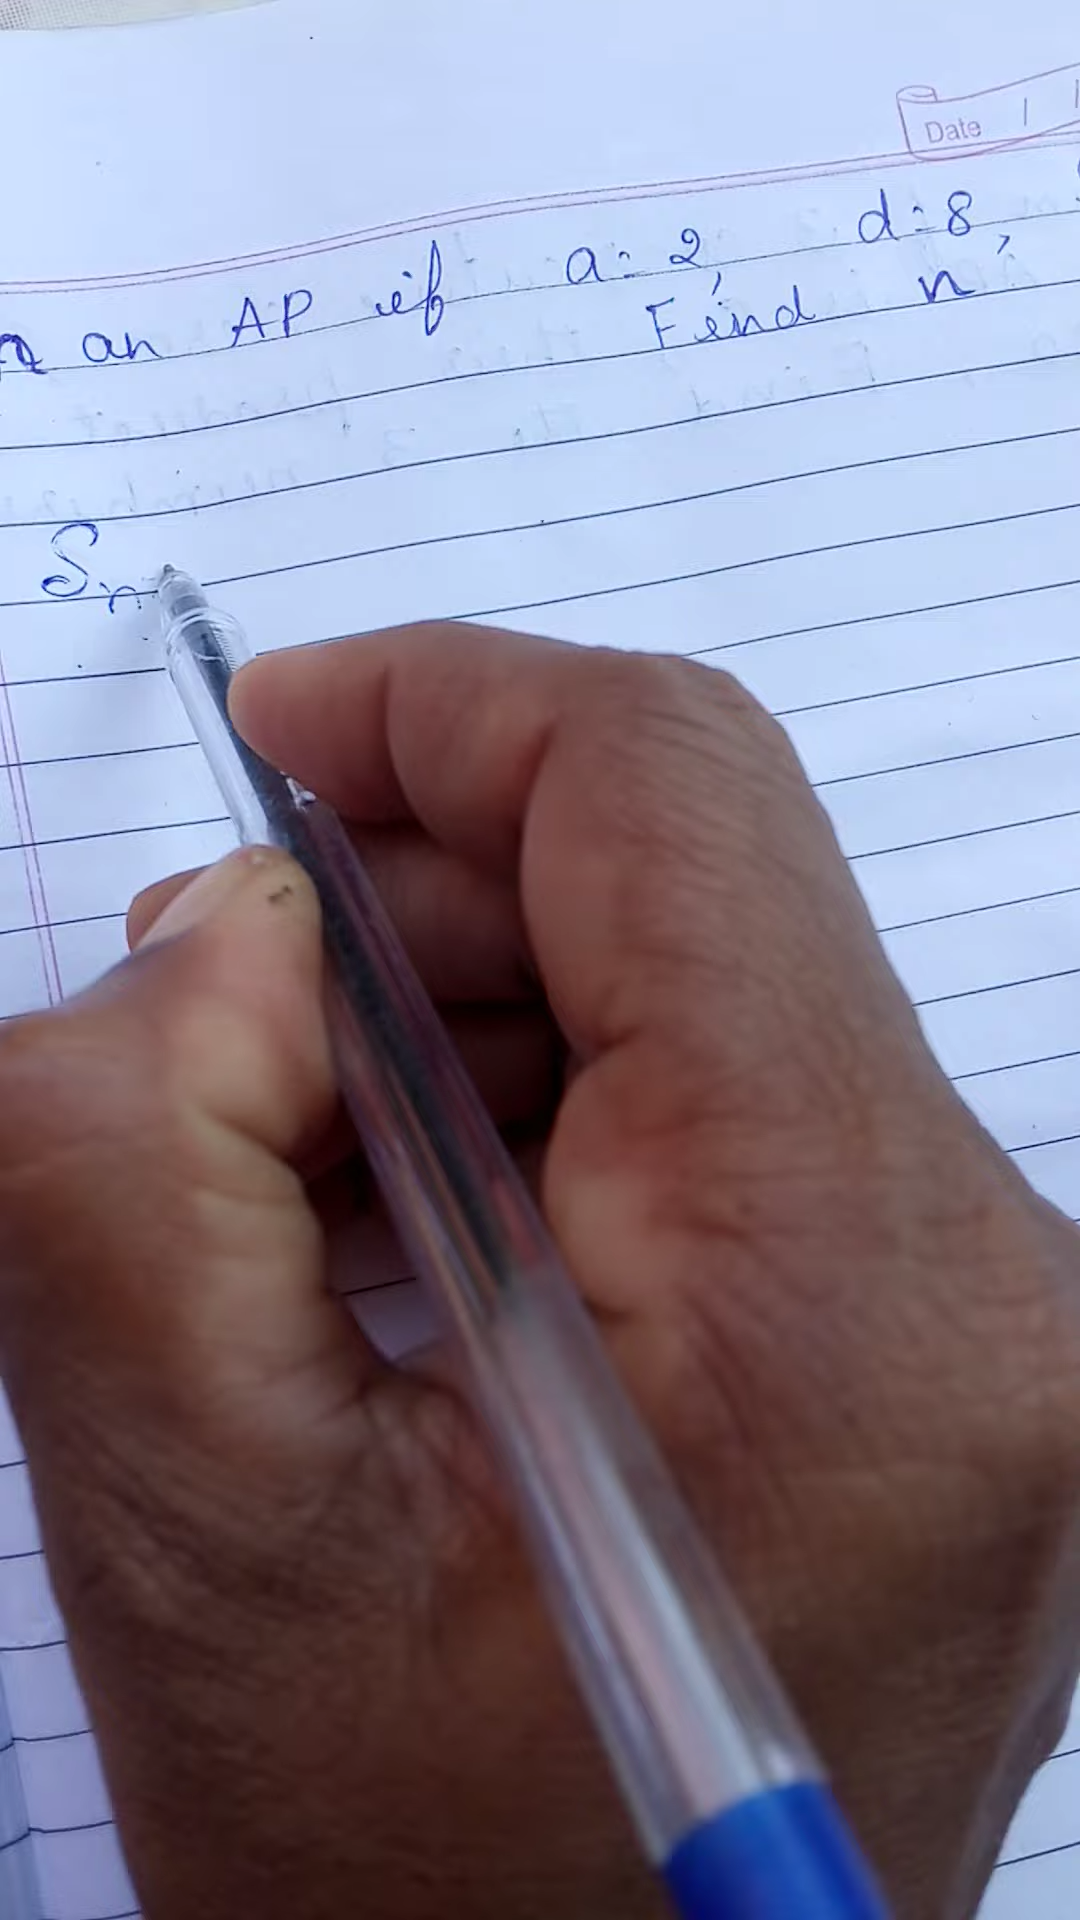 Date
an AP if a = 2, d = 8,
Find n
Sn